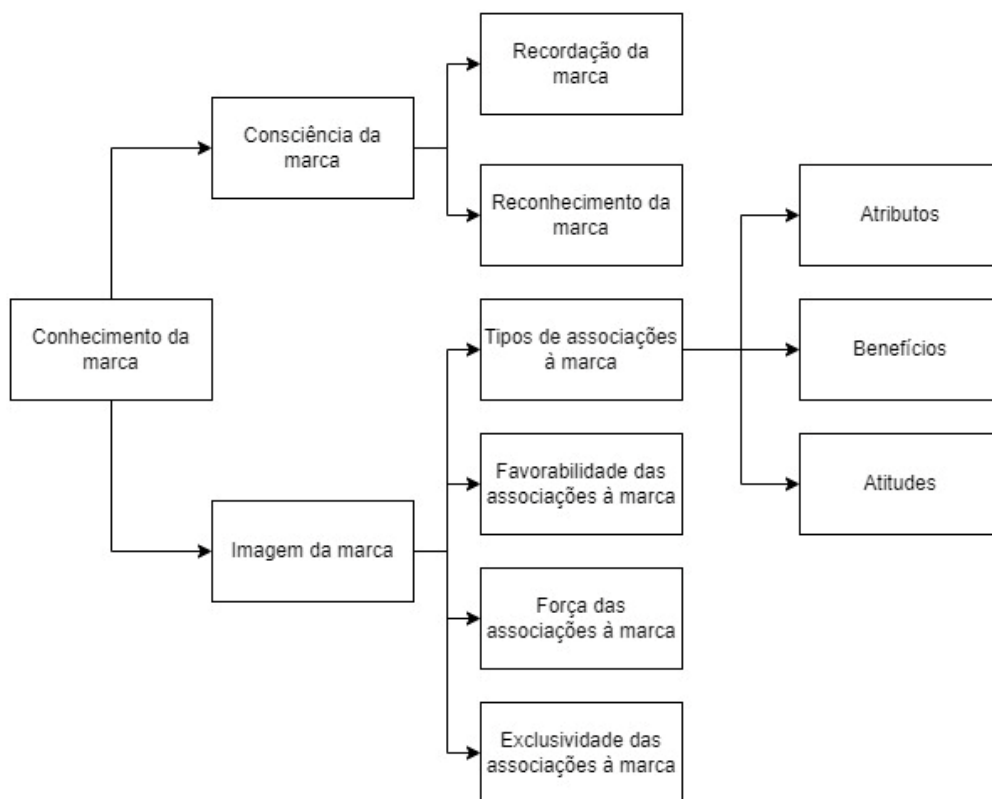 Recordação da
marca
Consciência da
marca
Reconhecimento da
marca
Atributos
Conhecimento da
marca
Tipos de associações
à marca
Benefícios
Favorabilidade das
associações à marca
Atitudes
Imagem da marca
Força das
associações à marca
Exclusividade das
associações à marca